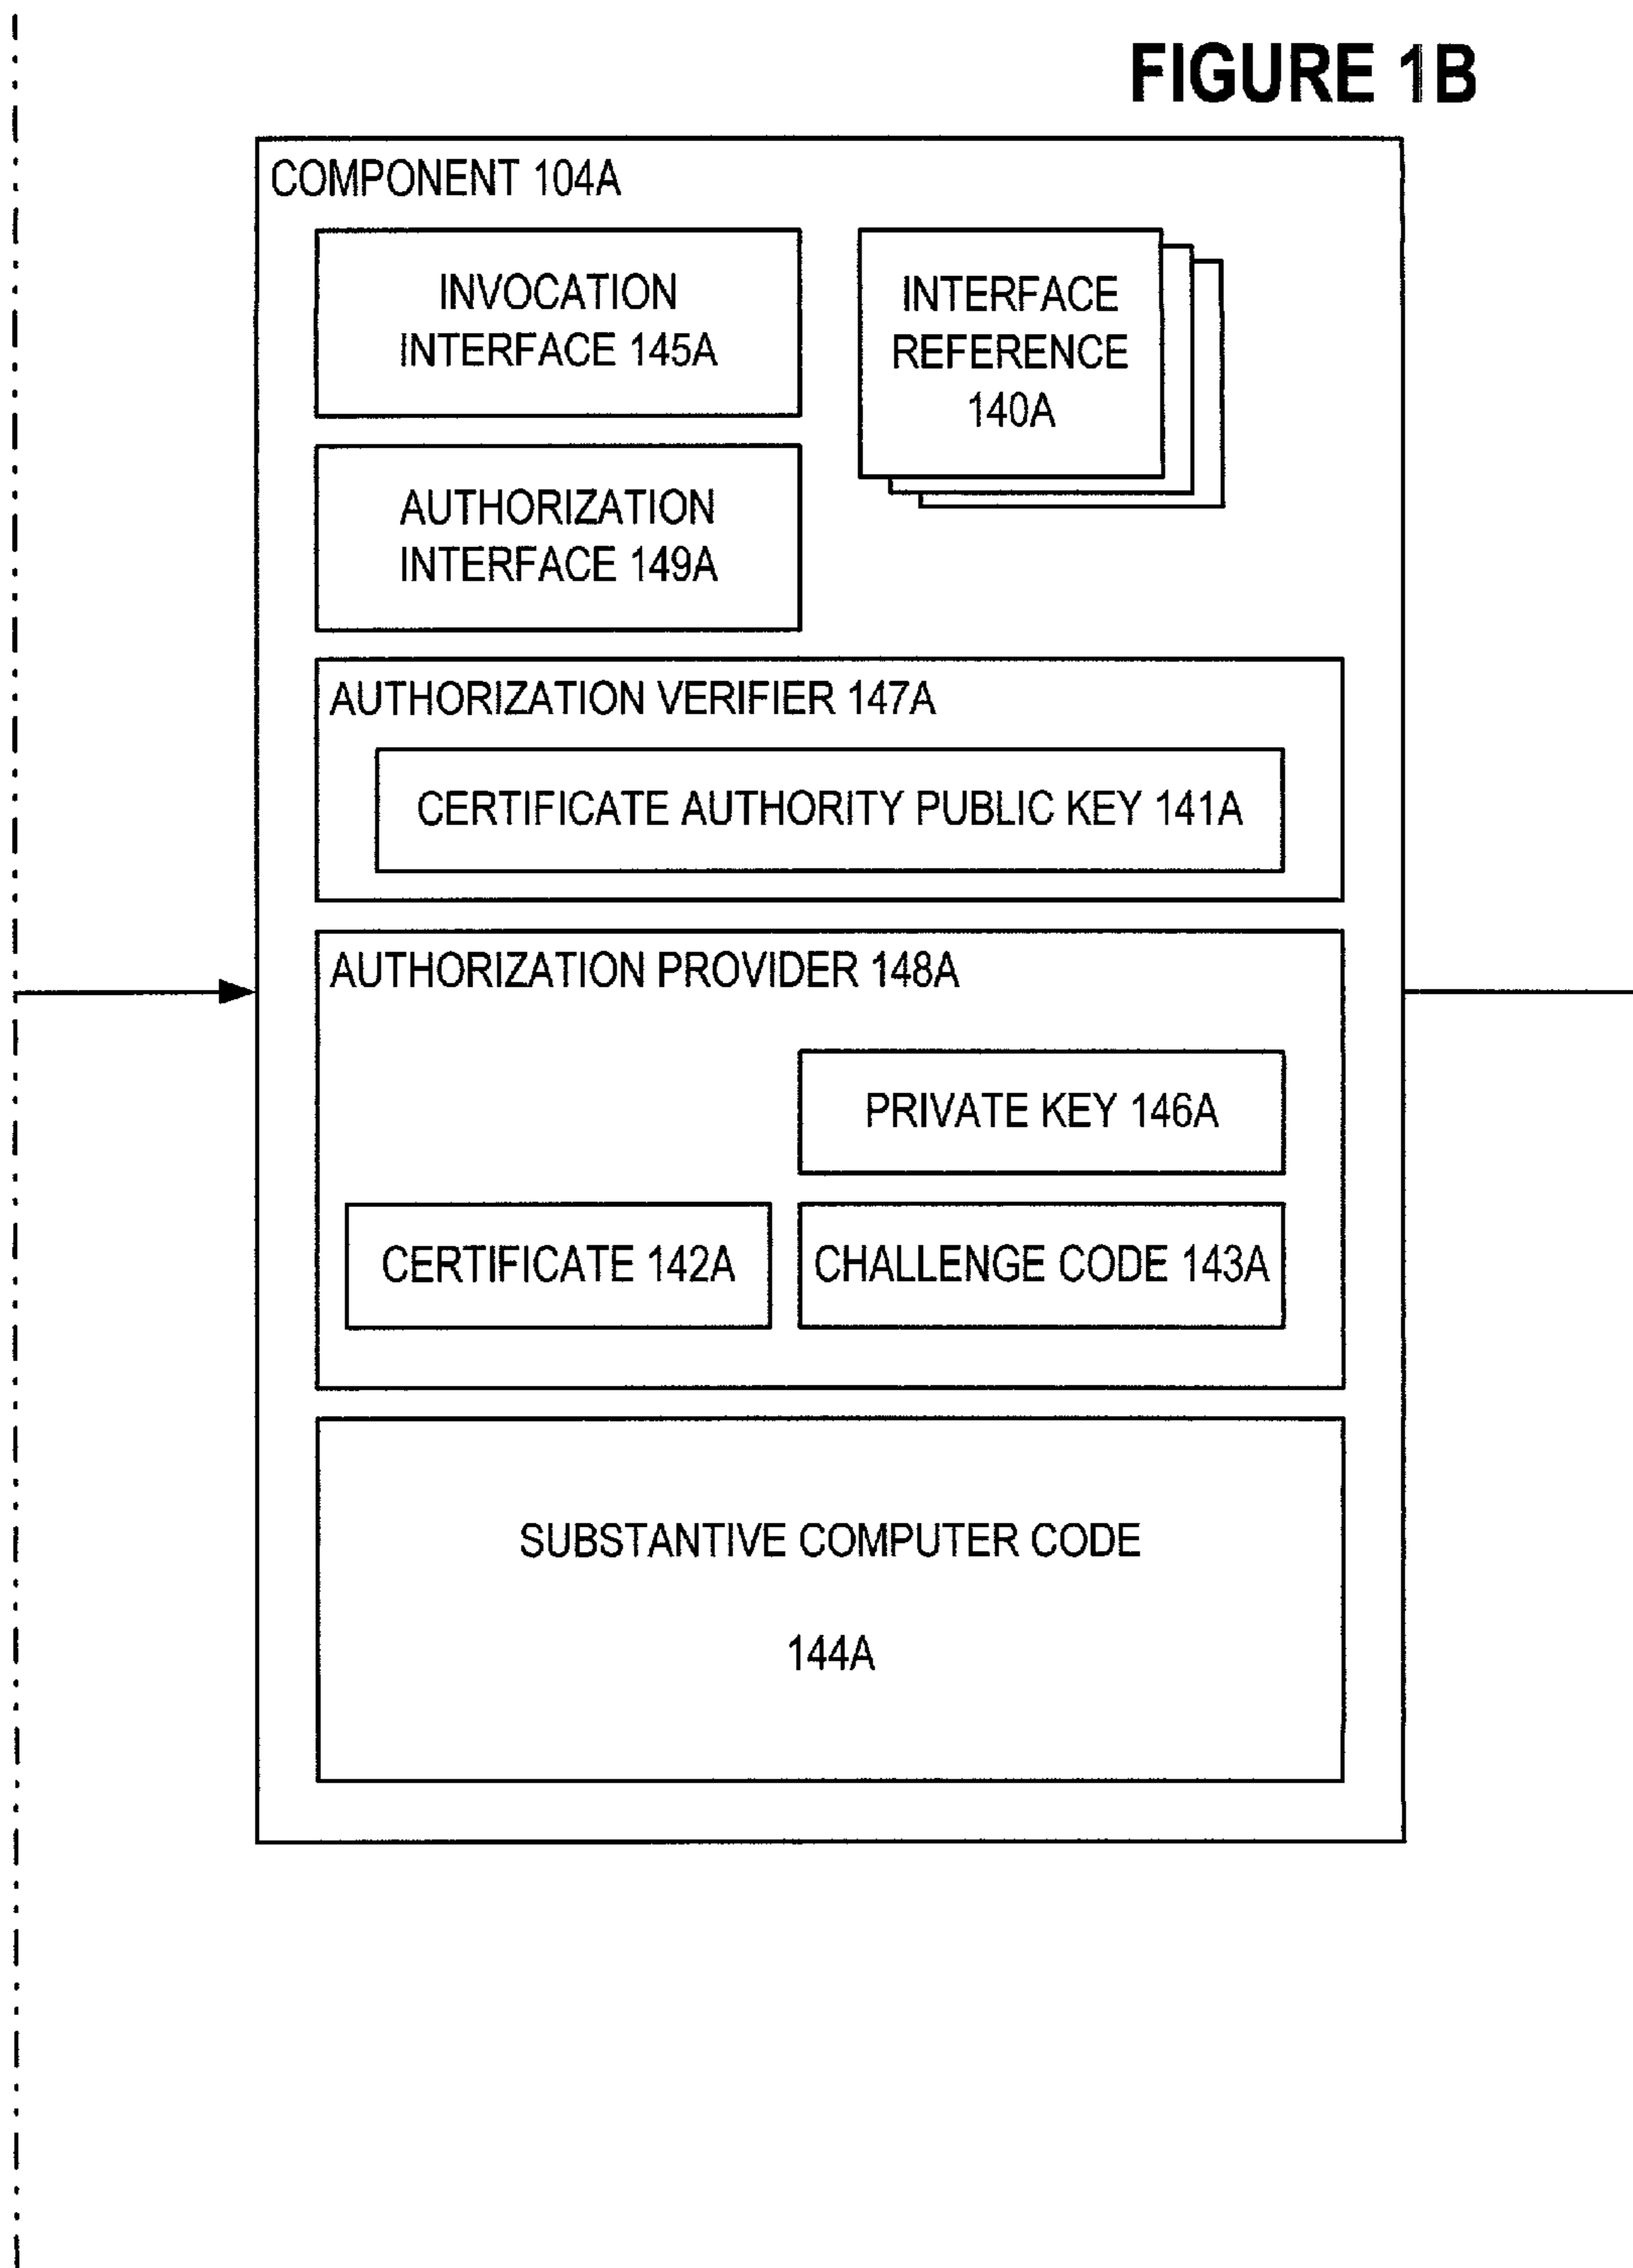 FIGURE 1B
COMPONENT 104A
INVOCATION
INTERFACE 145A
INTERFACE
REFERENCE
140A
AUTHORIZATION
INTERFACE 149A
AUTHORIZATION VERIFIER 147A
CERTIFICATE AUTHORITY PUBLIC KEY 141A
AUTHORIZATION PROVIDER 148A
PRIVATE KEY 146A
CERTIFICATE 142A
CHALLENGE CODE 143A
SUBSTANTIVE COMPUTER CODE
144A